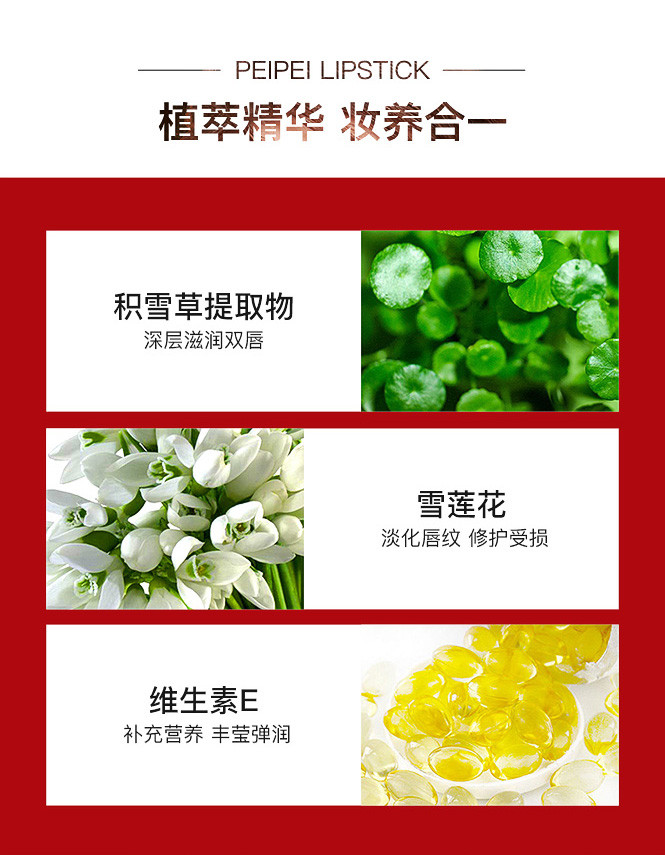 PEIPEI LIPSTICK
植萃精华 妆养合一
积雪草提取物
深层滋润双唇
雪莲花
淡化唇纹 修护受损
维生素E
补充营养 丰莹弹润